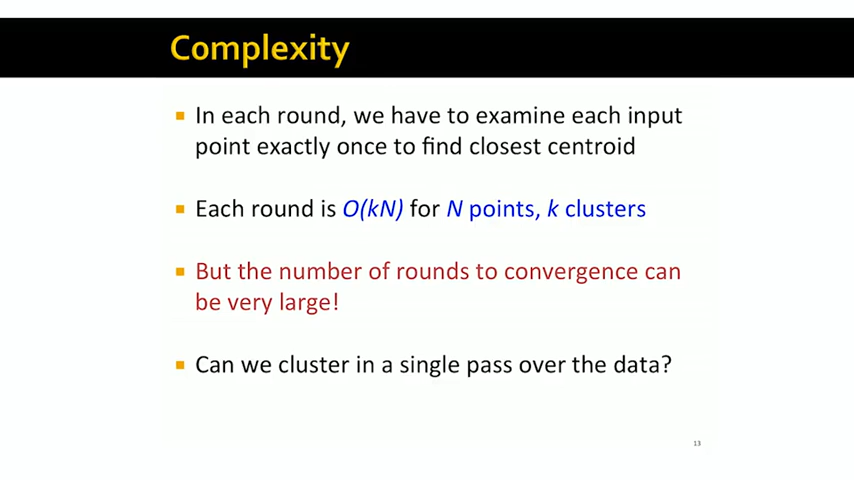 Complexity
▪ In each round, we have to examine each input
point exactly once to find closest centroid
▪ Each round is O(kN) for N points, k clusters
▪ But the number of rounds to convergence can
be very large!
▪ Can we cluster in a single pass over the data?
13